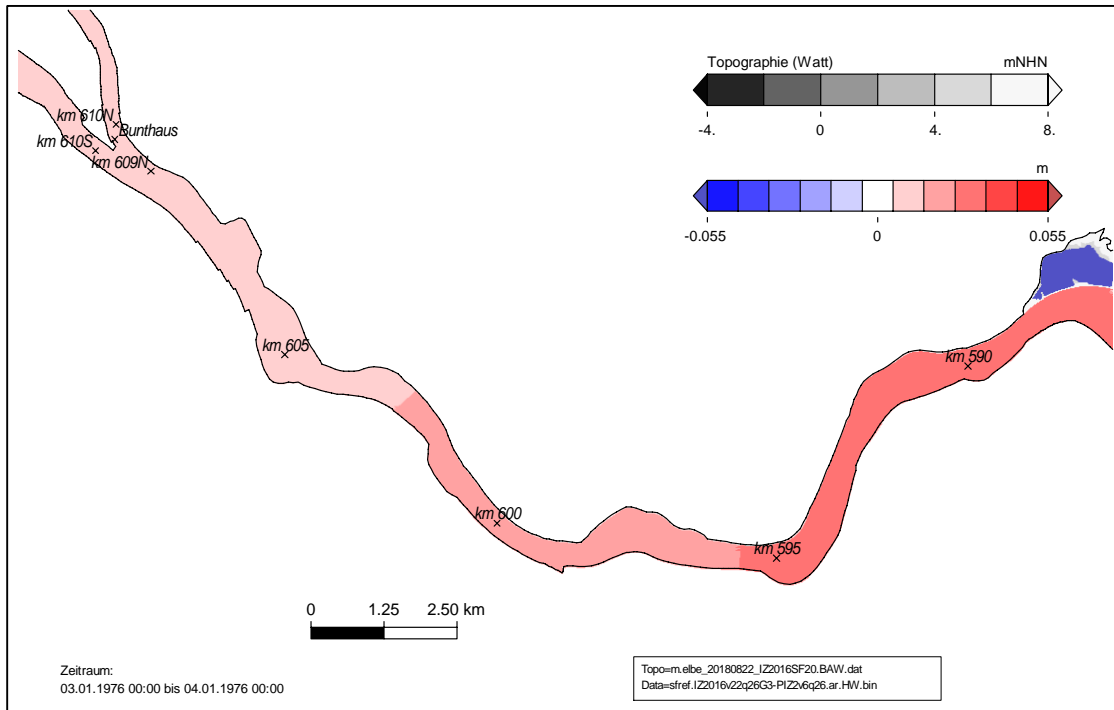 Topographie (Watt) mNHN
-4. 0 4. 8.
km 610N
Bunthaus
km 610S
km 609N
m
-0.055 0 0.055
km 605
km 590
km 600
km 595
0 1.25 2.50 km
Zeitraum:
03.01.1976 00:00 bis 04.01.1976 00:00
Topo=m.elbe_20180822_IZ2016SF20.BAW.dat
Data=sfref.IZ2016v22q26G3-PIZ2v6q26.ar.HW.bin